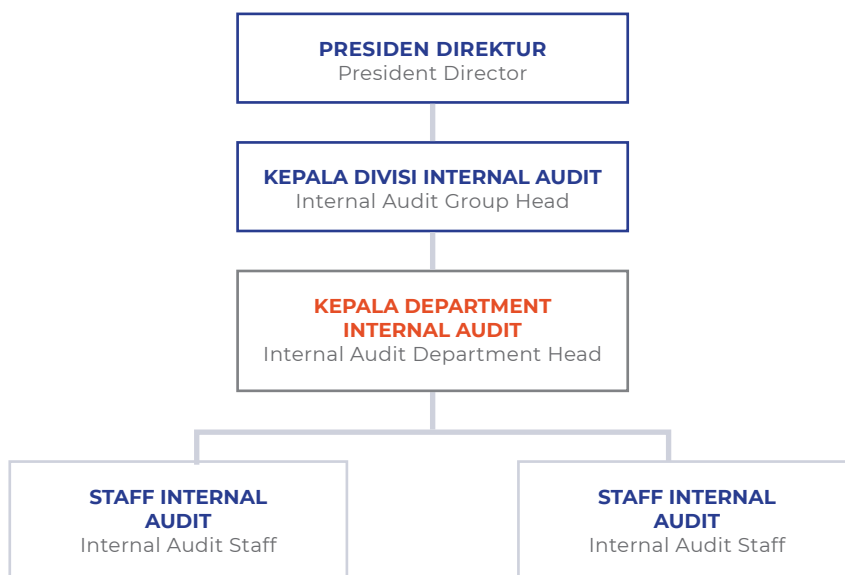 PRESIDEN DIREKTUR
President Director
KEPALA DIVISI INTERNAL AUDIT
Internal Audit Group Head
KEPALA DEPARTMENT
INTERNAL AUDIT
Internal Audit Department Head
STAFF INTERNAL
AUDIT
Internal Audit Staff
STAFF INTERNAL
AUDIT
Internal Audit Staff